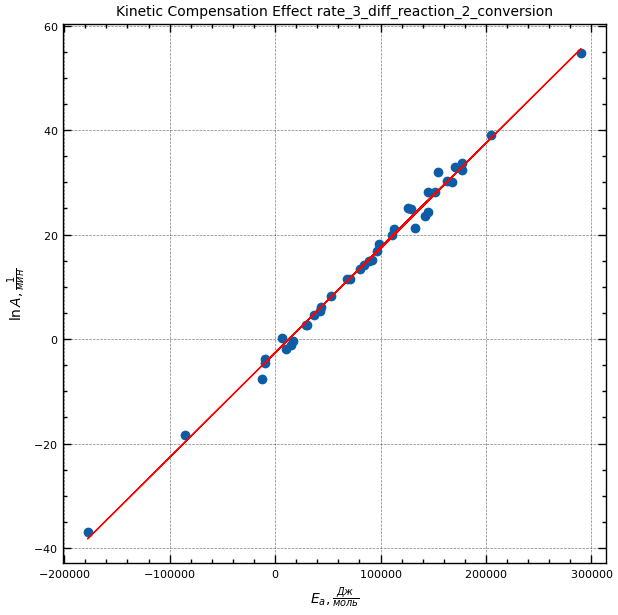 Kinetic Compensation Effect rate_3_diff_reaction_2_conversion
60
40
20
0
−20
−40
ln A, 1/мин
−200000 −100000 0 100000 200000 300000
Eₐ, Дж/моль